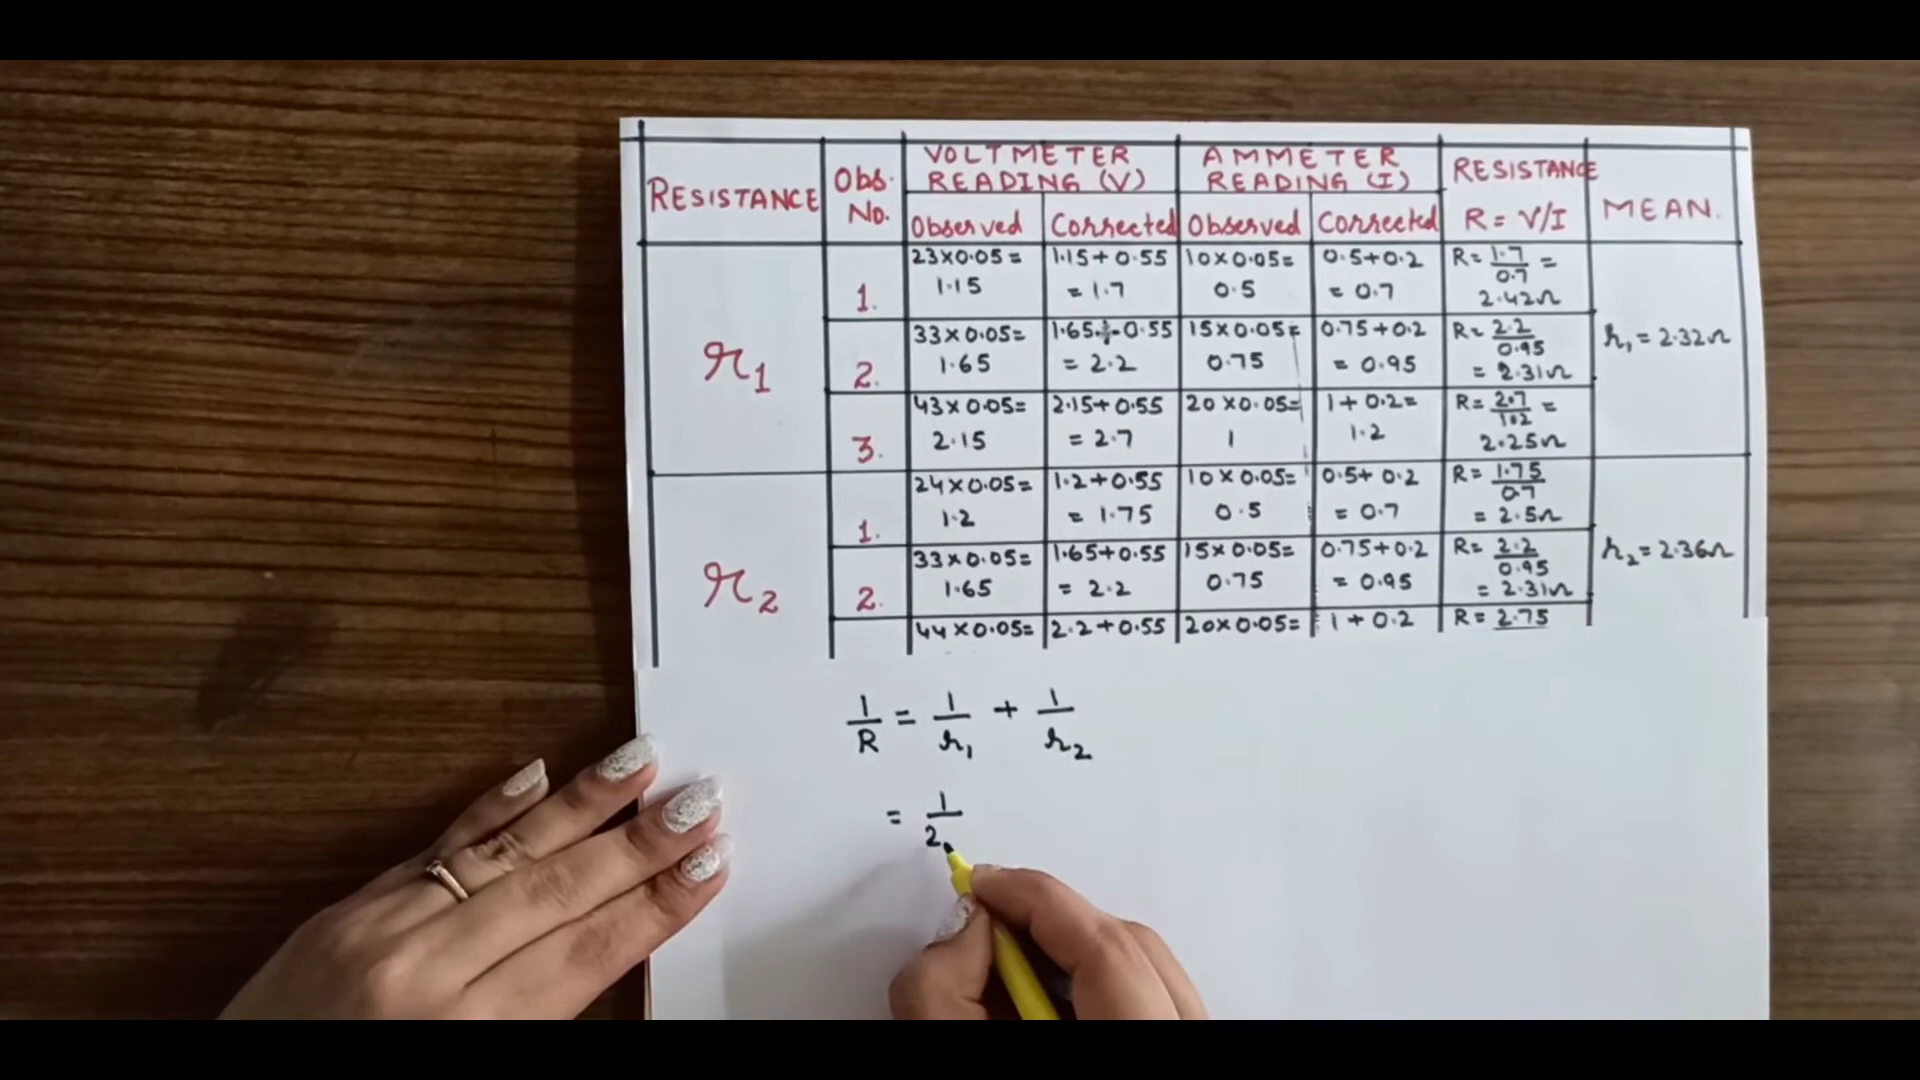 RESISTANCE
Obs. No.
VOLTMETER READING (V)
AMMETER READING (I)
RESISTANCE R = V/I
MEAN.
Observed Corrected Observed Corrected
r1
1.
23×0.05= 1.15
1.15+0.55 = 1.7
10×0.05= 0.5
0.5+0.2 = 0.7
R= 1.7/0.7 = 2.42Ω
r₁ = 2.32Ω
2.
33×0.05= 1.65
1.65+0.55 = 2.2
15×0.05= 0.75
0.75+0.2 = 0.95
R= 2.2/0.95 = 2.31Ω
3.
43×0.05= 2.15
2.15+0.55 = 2.7
20×0.05= 1
1+0.2= 1.2
R= 2.7/1.2 = 2.25Ω
r2
1.
24×0.05= 1.2
1.2+0.55 = 1.75
10×0.05= 0.5
0.5+0.2 = 0.7
R= 1.75/0.7 = 2.5Ω
r₂ = 2.36Ω
2.
33×0.05= 1.65
1.65+0.55 = 2.2
15×0.05= 0.75
0.75+0.2 = 0.95
R= 2.2/0.95 = 2.31Ω
44×0.05= 2.2+0.55 20×0.05= 1+0.2 R= 2.75
1/R = 1/r₁ + 1/r₂
= 1/2.